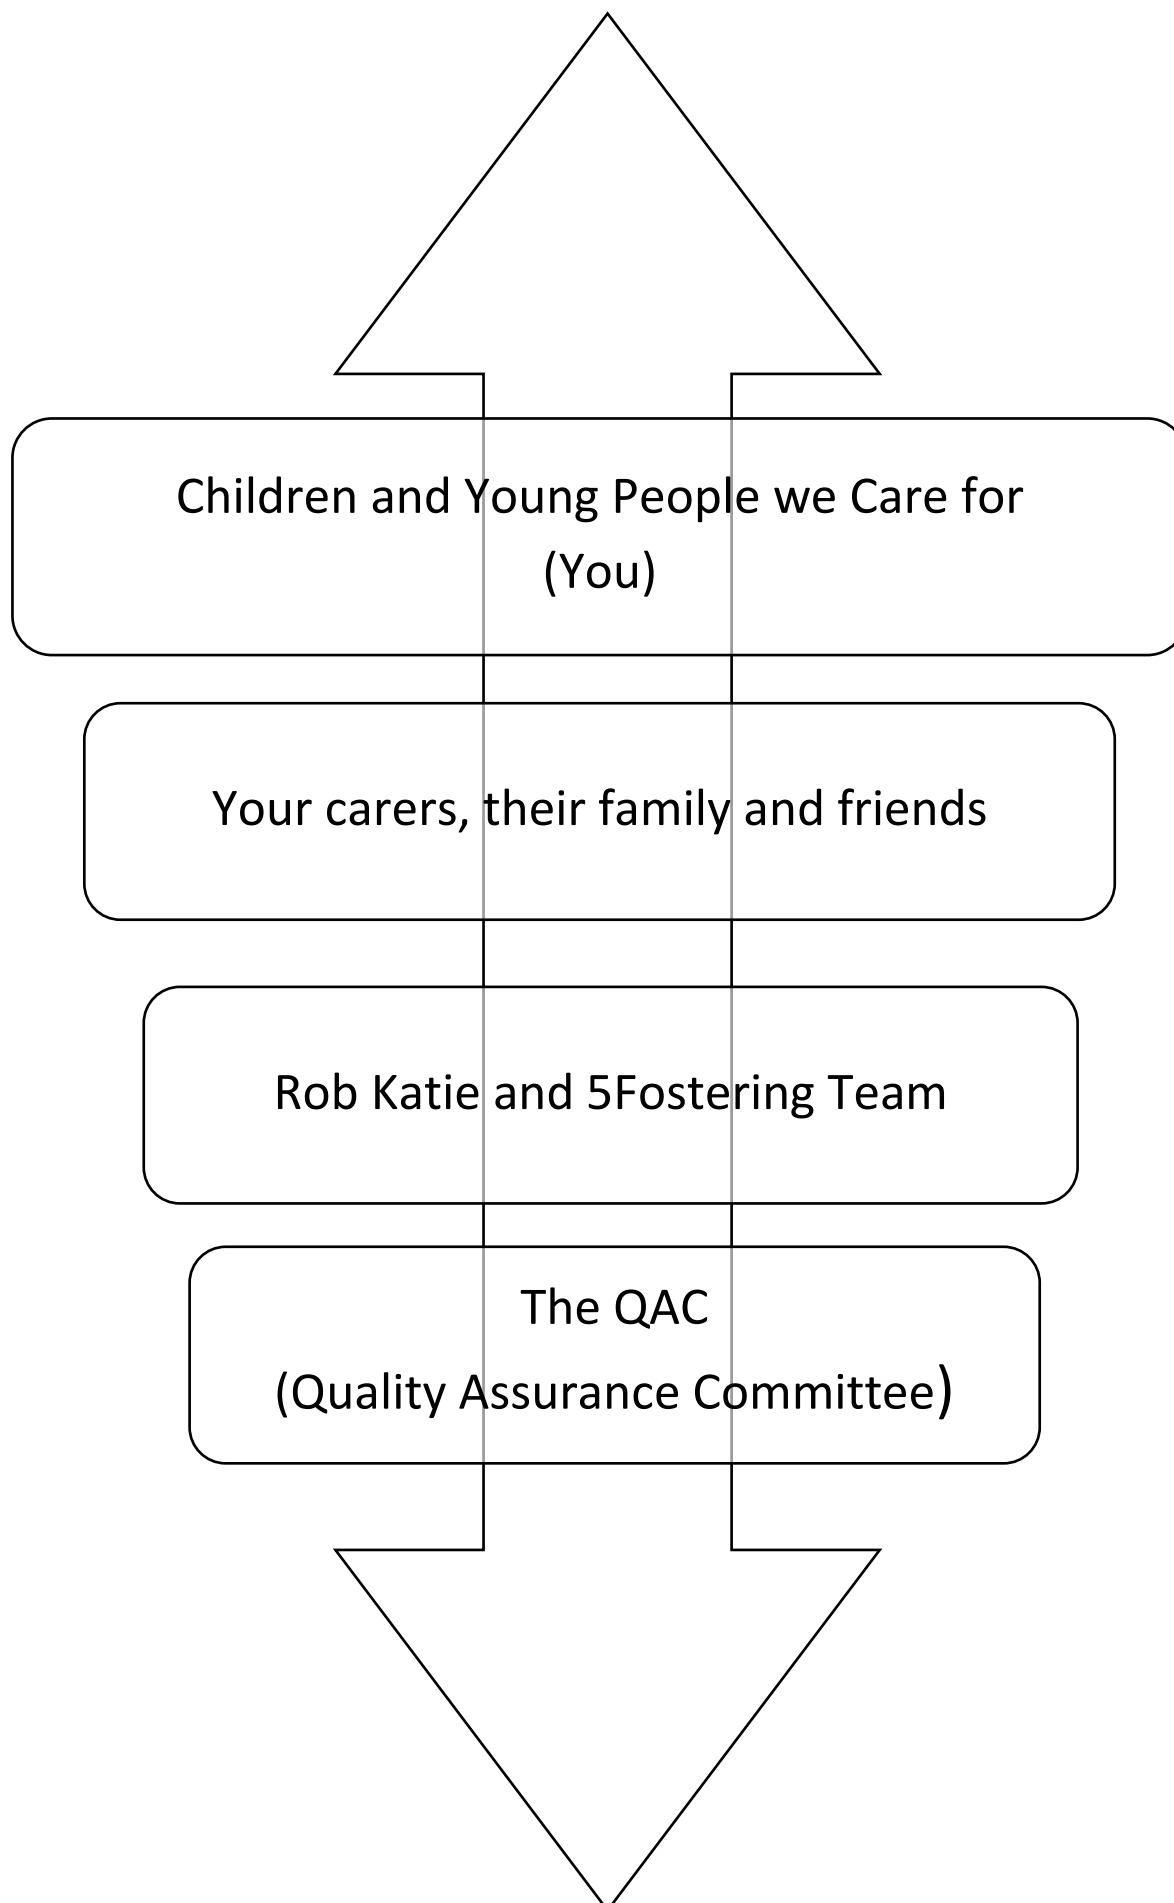 Children and Young People we Care for
(You)
Your carers, their family and friends
Rob Katie and 5Fostering Team
The QAC
(Quality Assurance Committee)